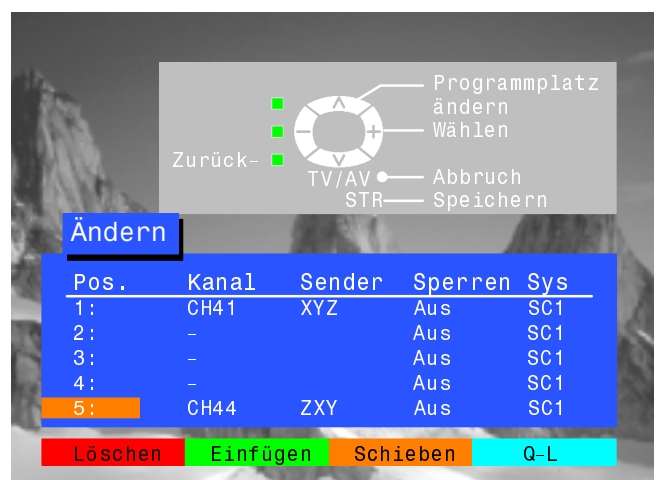 Programmplatz
ändern
Wählen
Zurück-
TV/AV Abbruch
STR Speichern
Ändern
Pos. Kanal Sender Sperren Sys
1: CH41 XYZ Aus SC1
2: – Aus SC1
3: – Aus SC1
4: – Aus SC1
5: CH44 ZXY Aus SC1
Löschen Einfügen Schieben Q-L